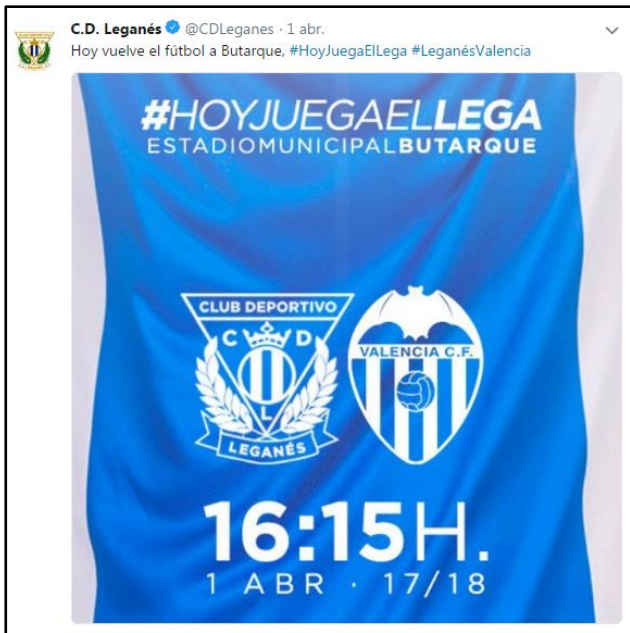 C.D. Leganés @CDLeganes · 1 abr.
Hoy vuelve el fútbol a Butarque, #HoyJuegaElLega #LeganésValencia
#HOYJUEGAELLEGA
ESTADIOMUNICIPALBUTARQUE
CLUB DEPORTIVO
C D
L
LEGANÉS
VALENCIA C.F.
16:15H.
1 ABR · 17/18